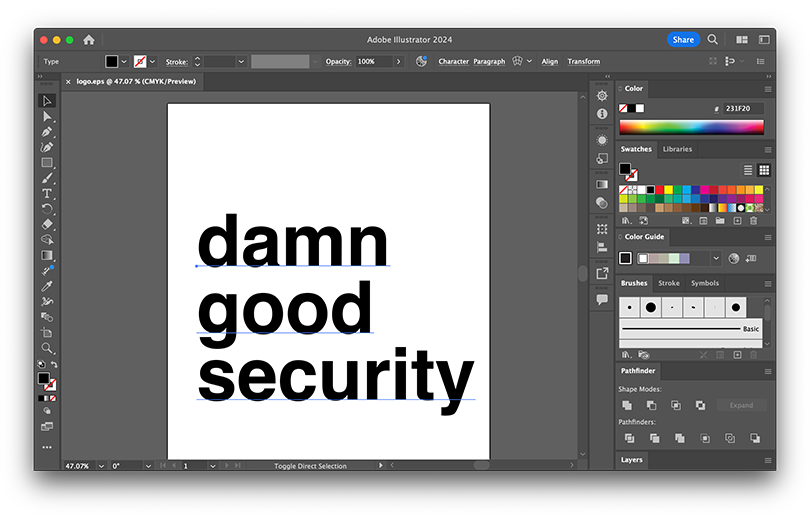 Adobe Illustrator 2024
Share
Type
Stroke:
Opacity: 100%
Character Paragraph
Align Transform
logo.eps @ 47.07 % (CMYK/Preview)
damn
good
security
47.07%
0°
1
Toggle Direct Selection
Color
# 231F20
Swatches Libraries
Color Guide
Brushes Stroke Symbols
Basic
Pathfinder
Shape Modes:
Expand
Pathfinders:
Layers